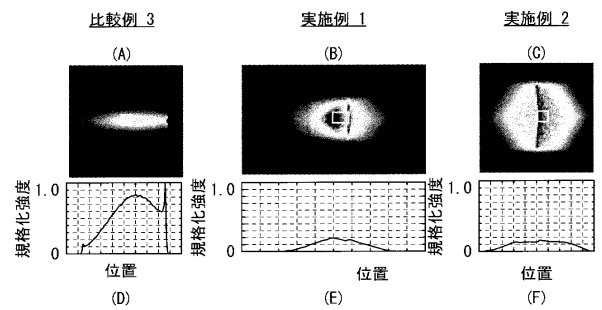 比較例 3 実施例 1 実施例 2
(A) (B) (C)
規格化強度 1.0 0 規格化強度 1.0 0 規格化強度 1.0 0
位置 位置 位置
(D) (E) (F)